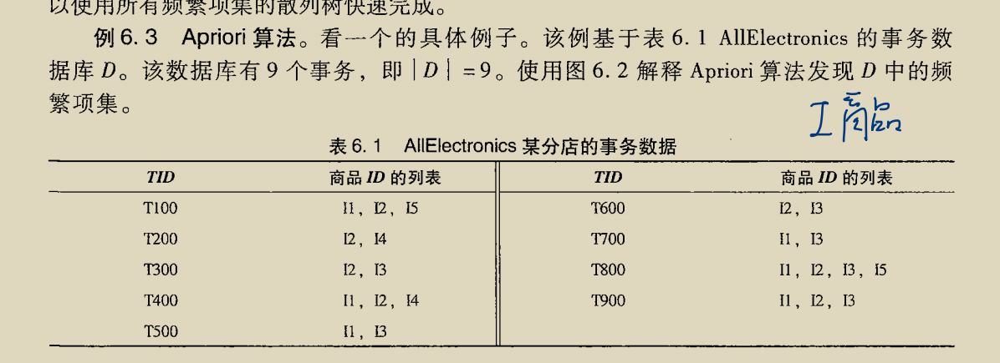 以使用所有频繁项集的散列树快速完成。
例6.3 Apriori 算法。看一个的具体例子。该例基于表 6.1 AllElectronics 的事务数
据库 D。该数据库有 9 个事务，即 |D| =9。使用图 6.2 解释 Apriori 算法发现 D 中的频
繁项集。
I 商品
表 6.1 AllElectronics 某分店的事务数据
TID 商品 ID 的列表 TID 商品 ID 的列表
T100 I1，I2，I5 T600 I2，I3
T200 I2，I4 T700 I1，I3
T300 I2，I3 T800 I1，I2，I3，I5
T400 I1，I2，I4 T900 I1，I2，I3
T500 I1，I3